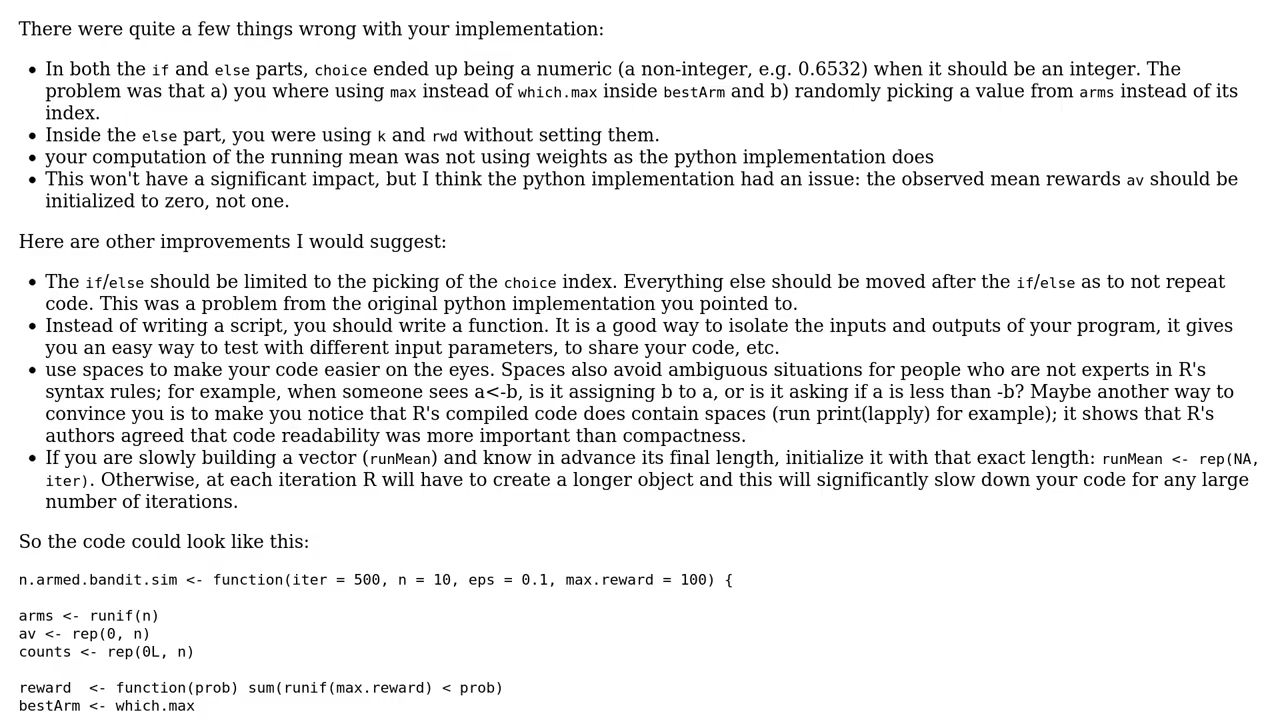 There were quite a few things wrong with your implementation:
• In both the if and else parts, choice ended up being a numeric (a non-integer, e.g. 0.6532) when it should be an integer. The
problem was that a) you where using max instead of which.max inside bestArm and b) randomly picking a value from arms instead of its
index.
• Inside the else part, you were using k and rwd without setting them.
• your computation of the running mean was not using weights as the python implementation does
• This won't have a significant impact, but I think the python implementation had an issue: the observed mean rewards av should be
initialized to zero, not one.
Here are other improvements I would suggest:
• The if/else should be limited to the picking of the choice index. Everything else should be moved after the if/else as to not repeat
code. This was a problem from the original python implementation you pointed to.
• Instead of writing a script, you should write a function. It is a good way to isolate the inputs and outputs of your program, it gives
you an easy way to test with different input parameters, to share your code, etc.
• use spaces to make your code easier on the eyes. Spaces also avoid ambiguous situations for people who are not experts in R's
syntax rules; for example, when someone sees a<-b, is it assigning b to a, or is it asking if a is less than -b? Maybe another way to
convince you is to make you notice that R's compiled code does contain spaces (run print(lapply) for example); it shows that R's
authors agreed that code readability was more important than compactness.
• If you are slowly building a vector (runMean) and know in advance its final length, initialize it with that exact length: runMean <- rep(NA,
iter). Otherwise, at each iteration R will have to create a longer object and this will significantly slow down your code for any large
number of iterations.
So the code could look like this:
n.armed.bandit.sim <- function(iter = 500, n = 10, eps = 0.1, max.reward = 100) {
arms <- runif(n)
av <- rep(0, n)
counts <- rep(0L, n)
reward  <- function(prob) sum(runif(max.reward) < prob)
bestArm <- which.max